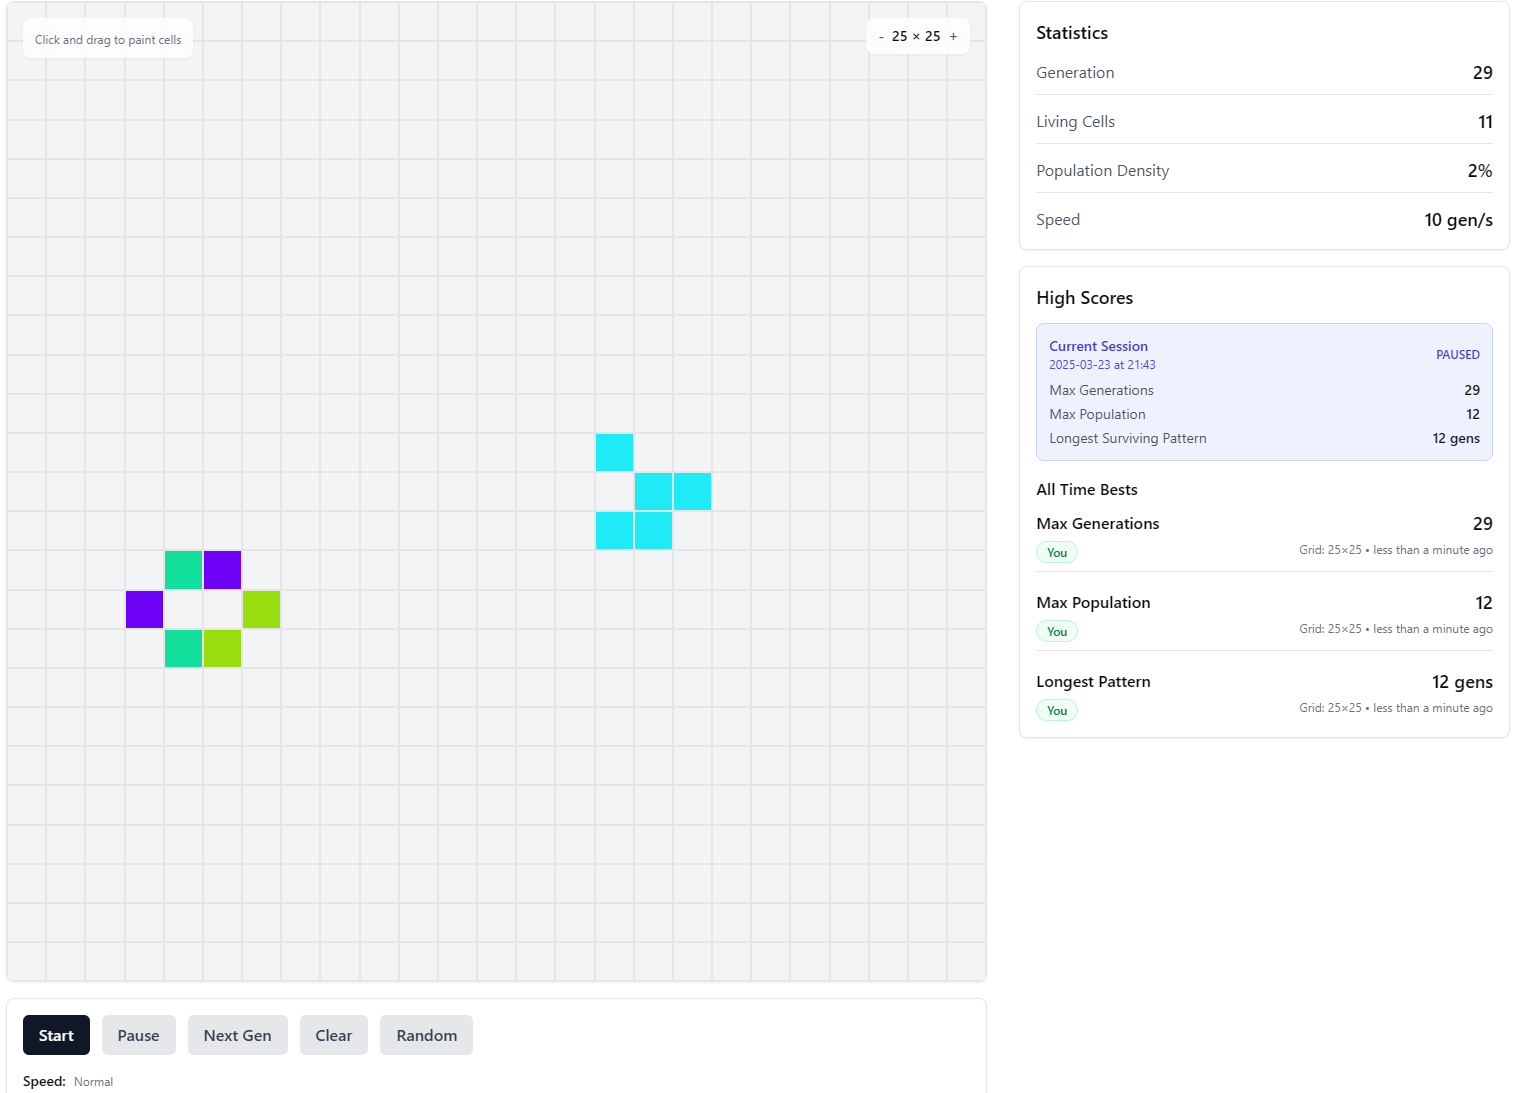 Click and drag to paint cells
- 25 × 25 +
Start Pause Next Gen Clear Random
Speed: Normal
Statistics
Generation 29
Living Cells 11
Population Density 2%
Speed 10 gen/s
High Scores
Current Session
2025-03-23 at 21:43
PAUSED
Max Generations 29
Max Population 12
Longest Surviving Pattern 12 gens
All Time Bests
Max Generations 29
You Grid: 25×25 • less than a minute ago
Max Population 12
You Grid: 25×25 • less than a minute ago
Longest Pattern 12 gens
You Grid: 25×25 • less than a minute ago